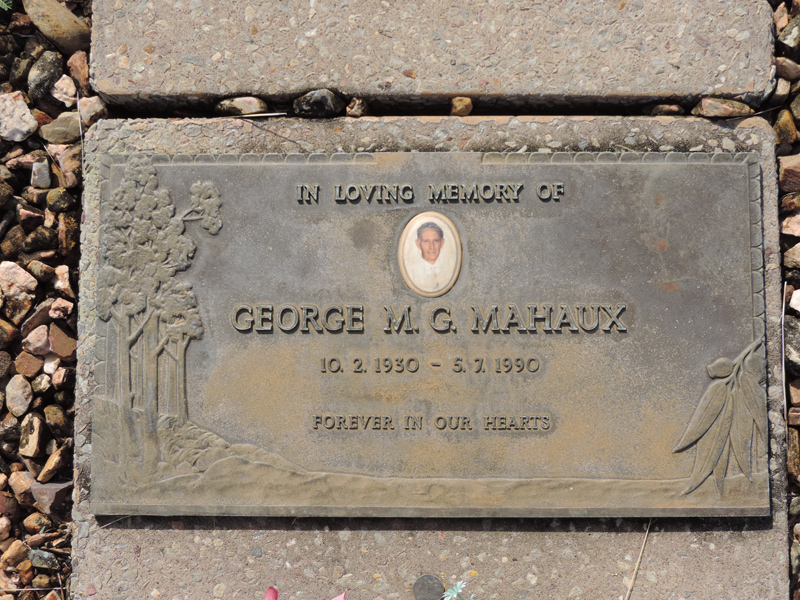 IN LOVING MEMORY OF
GEORGE M. G. MAHAUX
10. 2. 1930 - 5. 7. 1990
FOREVER IN OUR HEARTS